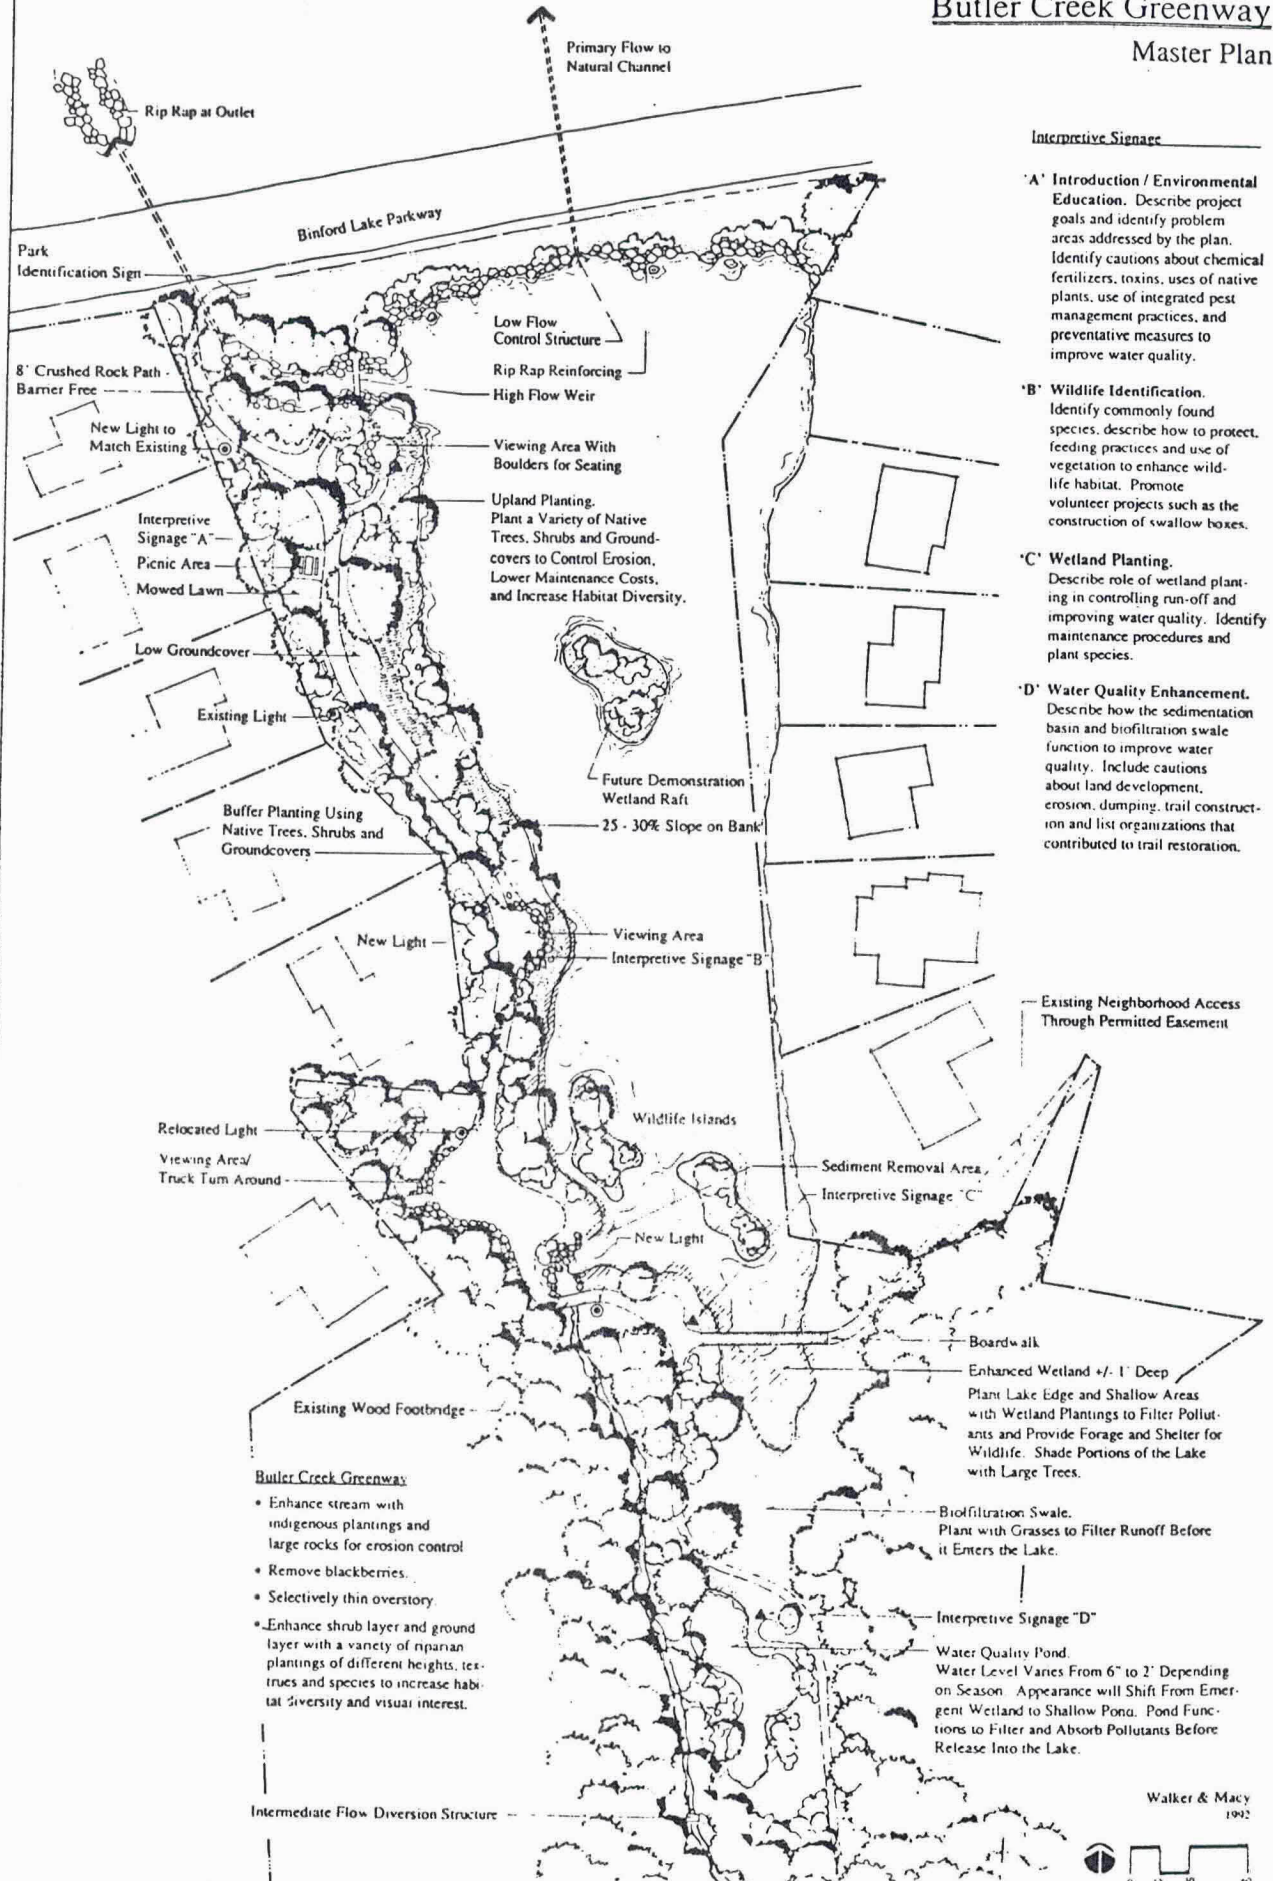 Butler Creek Greenway
Master Plan
Primary Flow to
Natural Channel
Rip Rap at Outlet
Binford Lake Parkway
Park
Identification Sign
Low Flow
Control Structure
Rip Rap Reinforcing
8' Crushed Rock Path
Barrier Free
High Flow Weir
New Light to
Match Existing
Viewing Area With
Boulders for Seating
Upland Planting.
Plant a Variety of Native
Trees, Shrubs and Ground-
covers to Control Erosion,
Lower Maintenance Costs,
and Increase Habitat Diversity.
Interpretive
Signage "A"
Picnic Area
Mowed Lawn
Low Groundcover
Existing Light
Future Demonstration
Wetland Raft
25 - 30% Slope on Bank
Buffer Planting Using
Native Trees, Shrubs and
Groundcovers
New Light
Viewing Area
Interpretive Signage "B"
Existing Neighborhood Access
Through Permitted Easement
Wildlife Islands
Relocated Light
Viewing Area/
Truck Turn Around
Sediment Removal Area
Interpretive Signage "C"
New Light
Boardwalk
Enhanced Wetland +/- 1' Deep
Plant Lake Edge and Shallow Areas
with Wetland Plantings to Filter Pollut-
ants and Provide Forage and Shelter for
Wildlife. Shade Portions of the Lake
with Large Trees.
Existing Wood Footbridge
Butler Creek Greenway
• Enhance stream with
indigenous plantings and
large rocks for erosion control
• Remove blackberries.
• Selectively thin overstory
• Enhance shrub layer and ground
layer with a variety of riparian
plantings of different heights, tex-
trues and species to increase habi-
tat diversity and visual interest.
Biolfiltration Swale.
Plant with Grasses to Filter Runoff Before
it Enters the Lake.
Interpretive Signage "D"
Water Quality Pond.
Water Level Varies From 6" to 2' Depending
on Season. Appearance will Shift From Emer-
gent Wetland to Shallow Pond. Pond Func-
tions to Filter and Absorb Pollutants Before
Release Into the Lake.
Intermediate Flow Diversion Structure
Interpretive Signage
'A' Introduction / Environmental
Education. Describe project
goals and identify problem
areas addressed by the plan.
Identify cautions about chemical
fertilizers, toxins, uses of native
plants, use of integrated pest
management practices, and
preventative measures to
improve water quality.
'B' Wildlife Identification.
Identify commonly found
species, describe how to protect,
feeding practices and use of
vegetation to enhance wild-
life habitat. Promote
volunteer projects such as the
construction of swallow boxes.
'C' Wetland Planting.
Describe role of wetland plant-
ing in controlling run-off and
improving water quality. Identify
maintenance procedures and
plant species.
'D' Water Quality Enhancement.
Describe how the sedimentation
basin and biofiltration swale
function to improve water
quality. Include cautions
about land development,
erosion, dumping, trail construct-
ion and list organizations that
contributed to trail restoration.
Walker & Macy
1992